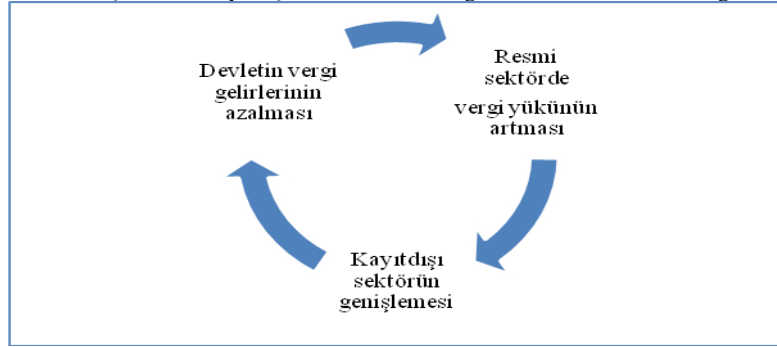 Devletin vergi
gelirlerinin
azalması
Resmi
sektörde
vergi yükünün
artması
Kayıtdışı
sektörün
genişlemesi